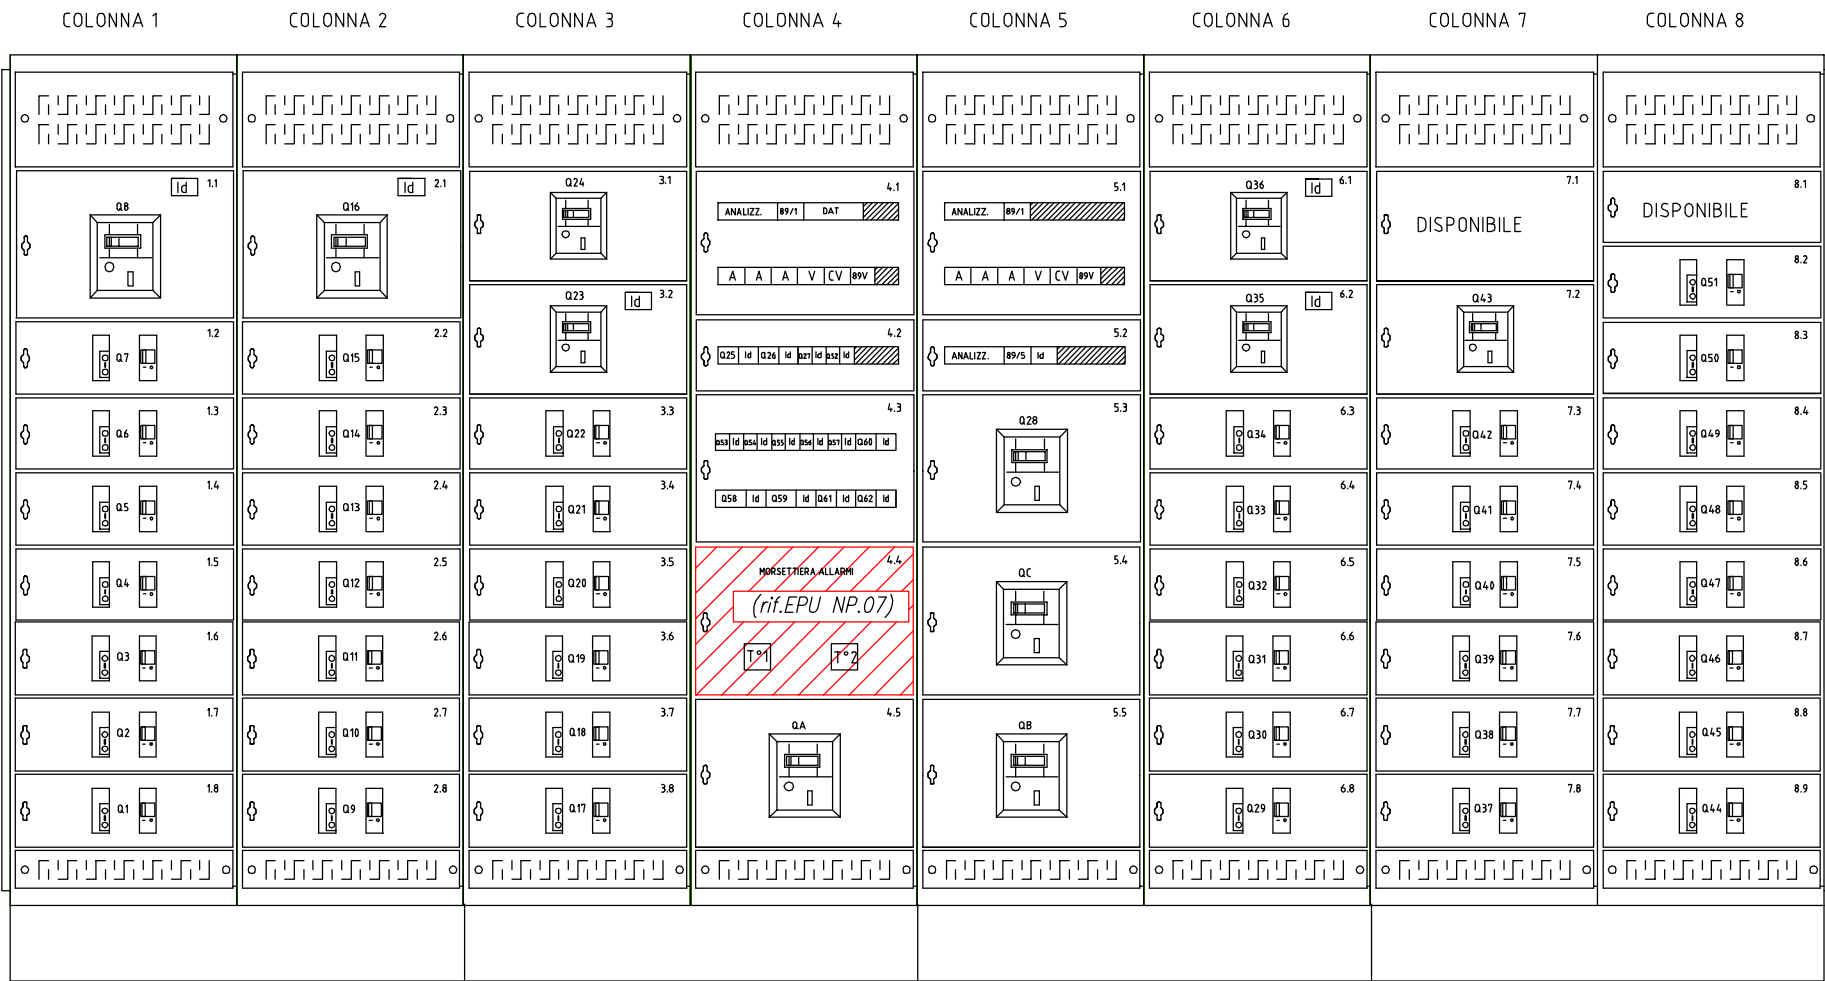 COLONNA 1
COLONNA 2
COLONNA 3
COLONNA 4
COLONNA 5
COLONNA 6
COLONNA 7
COLONNA 8
Id 1.1
Q8
1.2
Q7
1.3
Q6
1.4
Q5
1.5
Q4
1.6
Q3
1.7
Q2
1.8
Q1
Id 2.1
Q16
2.2
Q15
2.3
Q14
2.4
Q13
2.5
Q12
2.6
Q11
2.7
Q10
2.8
Q9
3.1
Q24
3.2
Q23 Id
3.3
Q22
3.4
Q21
3.5
Q20
3.6
Q19
3.7
Q18
3.8
Q17
4.1
ANALIZZ. 89/1 DAT
A A A V CV 89V
4.2
Q25 Id Q26 Id Q27 Id Q52 Id
4.3
Q53 Id Q54 Id Q55 Id Q56 Id Q57 Id Q60 Id
Q58 Id Q59 Id Q61 Id Q62 Id
4.4
MORSETTIERA ALLARMI
(rif.EPU NP.07)
T°1 T°2
4.5
QA
5.1
ANALIZZ. 89/1
A A A V CV 89V
5.2
ANALIZZ. 89/5 Id
5.3
Q28
5.4
QC
5.5
QB
Q36 Id 6.1
Q35 Id 6.2
6.3
Q34
6.4
Q33
6.5
Q32
6.6
Q31
6.7
Q30
6.8
Q29
7.1
DISPONIBILE
7.2
Q43
7.3
Q42
7.4
Q41
7.5
Q40
7.6
Q39
7.7
Q38
7.8
Q37
8.1
DISPONIBILE
8.2
Q51
8.3
Q50
8.4
Q49
8.5
Q48
8.6
Q47
8.7
Q46
8.8
Q45
8.9
Q44